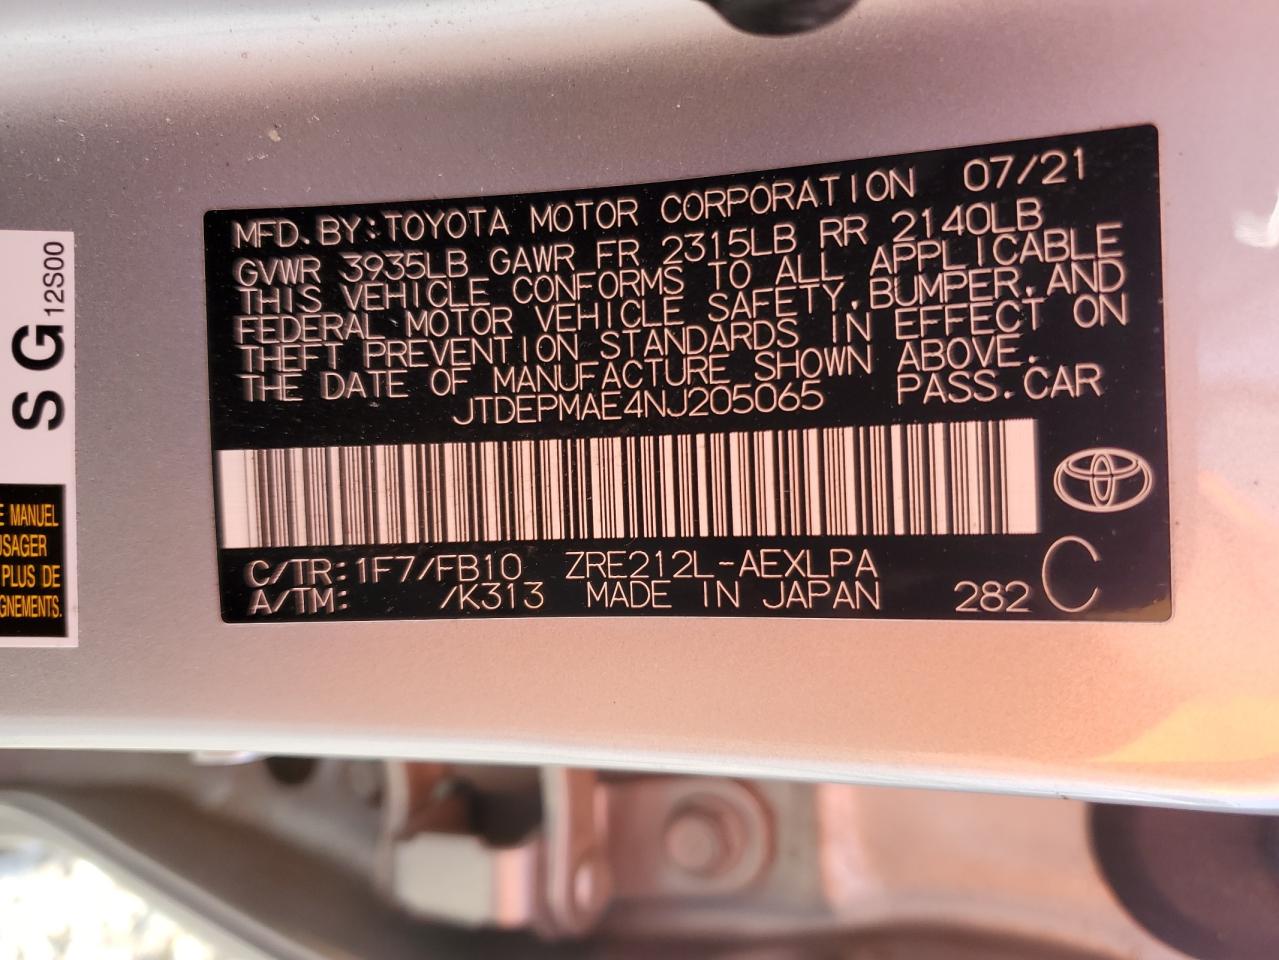 MFD. BY: TOYOTA MOTOR CORPORATION 07/21
GVWR 3935LB GAWR FR 2315LB RR 2140LB
THIS VEHICLE CONFORMS TO ALL APPLICABLE
FEDERAL MOTOR VEHICLE SAFETY, BUMPER, AND
THEFT PREVENTION STANDARDS IN EFFECT ON
THE DATE OF MANUFACTURE SHOWN ABOVE.
JTDEPMAE4NJ205065 PASS. CAR
C/TR: 1F7/FB10 ZRE212L-AEXLPA
A/TM: /K313 MADE IN JAPAN 282 C
SG 12S00
MANUEL
PLUS DE